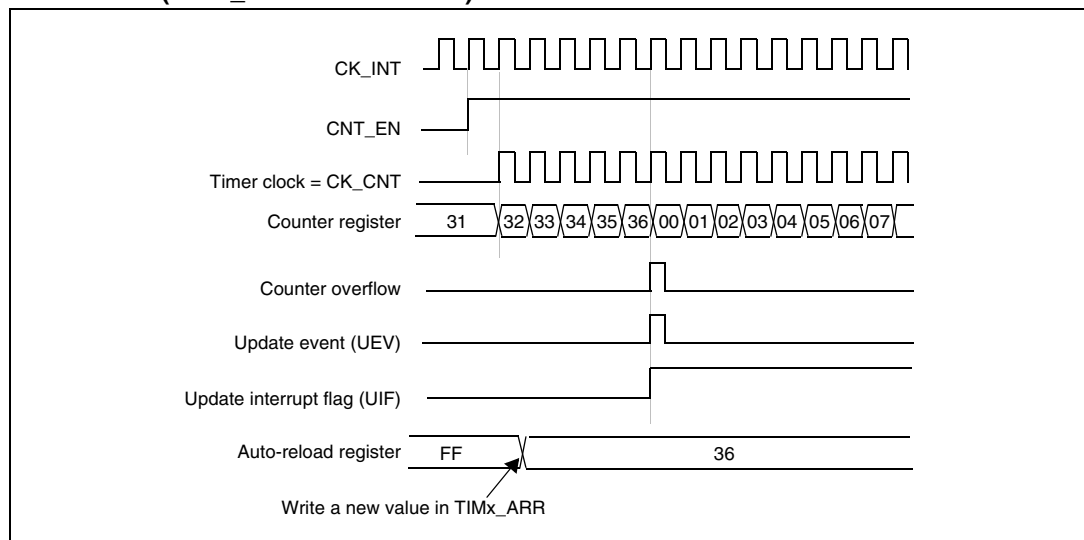 CK_INT
CNT_EN
Timer clock = CK_CNT
Counter register 31 32 33 34 35 36 00 01 02 03 04 05 06 07
Counter overflow
Update event (UEV)
Update interrupt flag (UIF)
Auto-reload register FF 36
Write a new value in TIMx_ARR